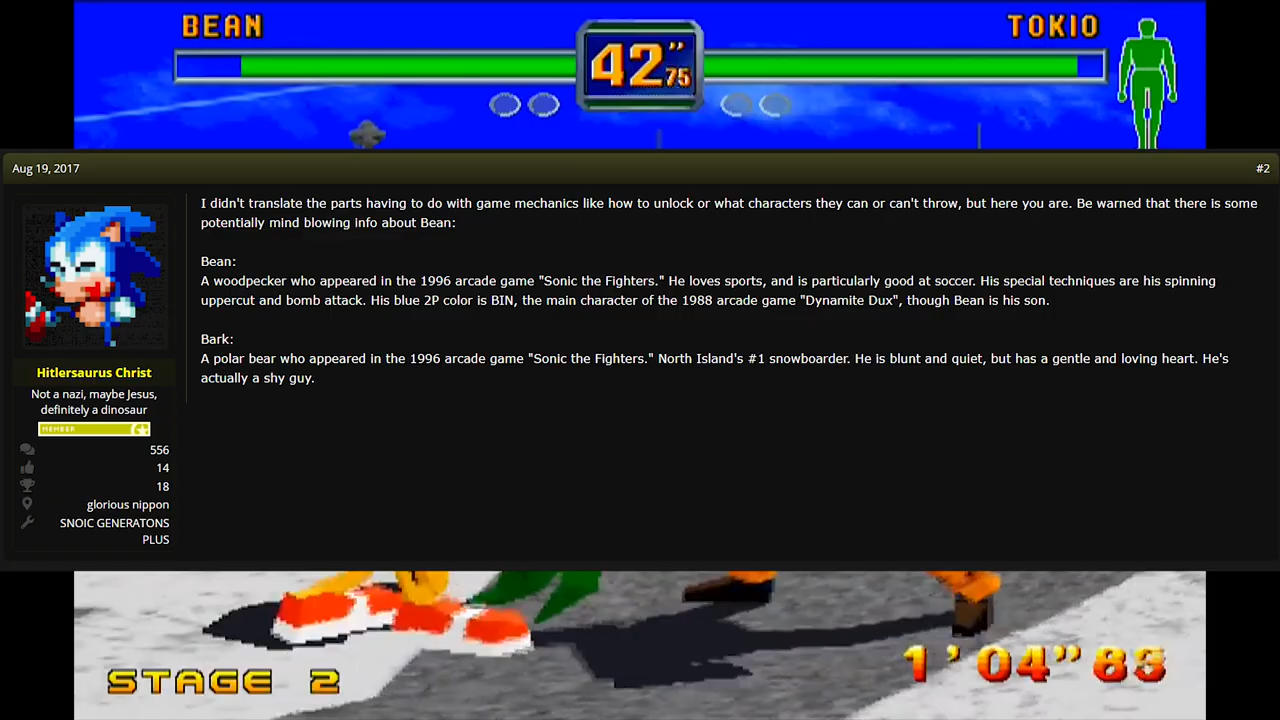 BEAN
TOKIO
42"75
Aug 19, 2017
#2
I didn't translate the parts having to do with game mechanics like how to unlock or what characters they can or can't throw, but here you are. Be warned that there is some
potentially mind blowing info about Bean:
Bean:
A woodpecker who appeared in the 1996 arcade game "Sonic the Fighters." He loves sports, and is particularly good at soccer. His special techniques are his spinning
uppercut and bomb attack. His blue 2P color is BIN, the main character of the 1988 arcade game "Dynamite Dux", though Bean is his son.
Bark:
A polar bear who appeared in the 1996 arcade game "Sonic the Fighters." North Island's #1 snowboarder. He is blunt and quiet, but has a gentle and loving heart. He's
actually a shy guy.
Hitlersaurus Christ
Not a nazi, maybe Jesus,
definitely a dinosaur
MEMBER
556
14
18
glorious nippon
SNOIC GENERATONS
PLUS
STAGE 2
1'04"83